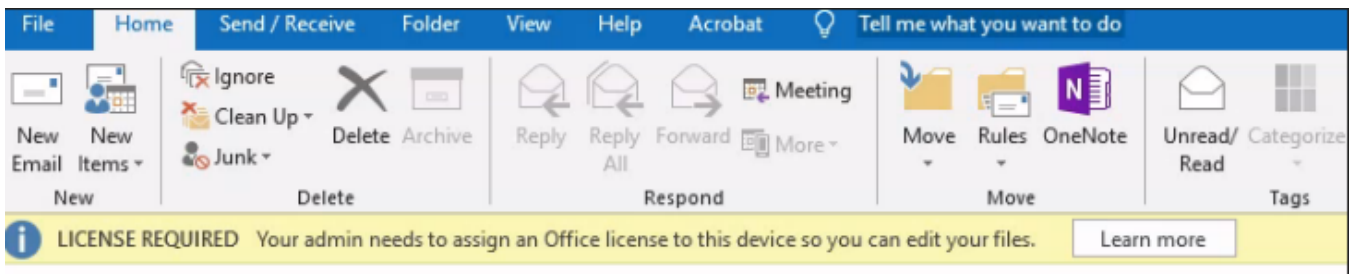 File Home Send / Receive Folder View Help Acrobat Tell me what you want to do
Ignore
Clean Up
Junk
Delete
Archive
Reply
Reply All
Forward
Meeting
More
Move
Rules
OneNote
Unread/ Read
Categorize
New Email
New Items
New Delete Respond Move Tags
LICENSE REQUIRED Your admin needs to assign an Office license to this device so you can edit your files. Learn more